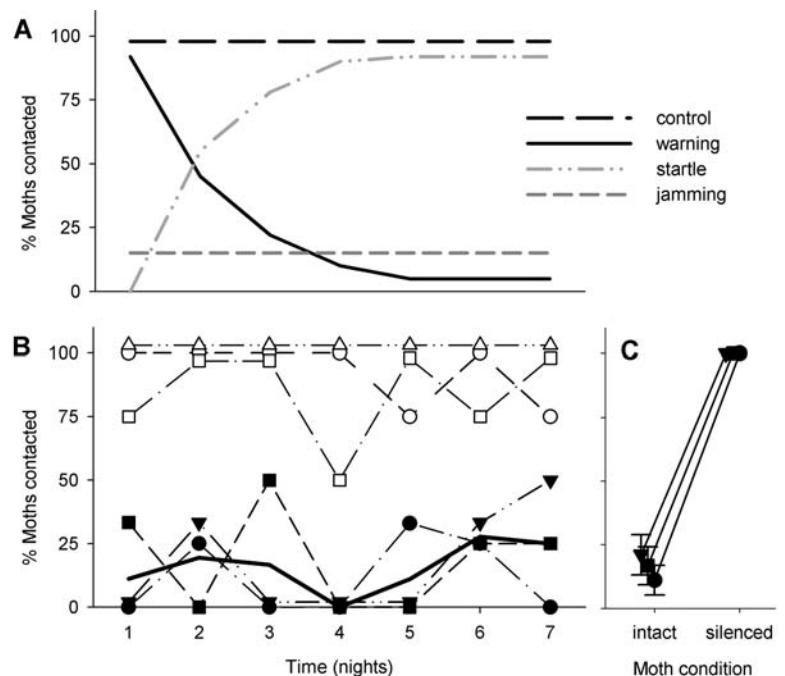 A
% Moths contacted
100
75
50
25
0
control
warning
startle
jamming
B
% Moths contacted
100
75
50
25
0
1 2 3 4 5 6 7
Time (nights)
C
intact silenced
Moth condition